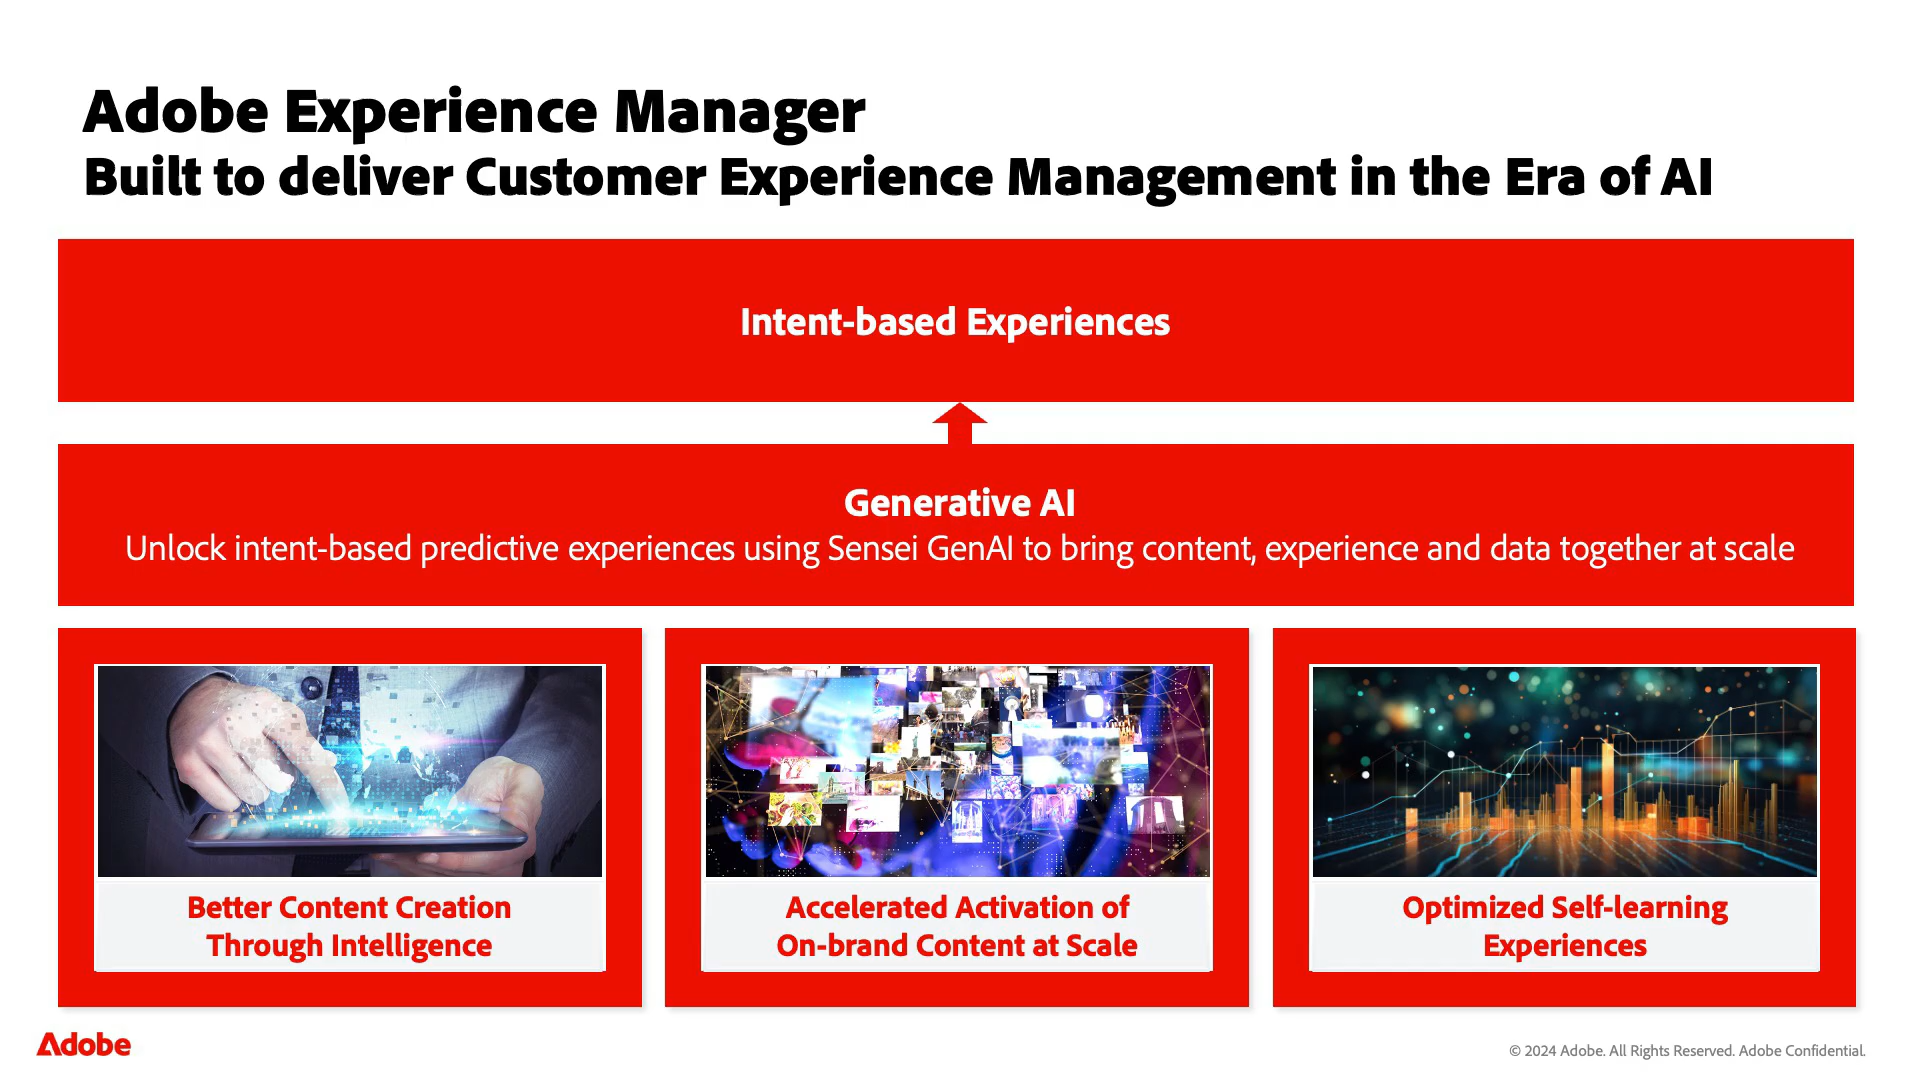 Adobe Experience Manager
Built to deliver Customer Experience Management in the Era of AI
Intent-based Experiences
Generative AI
Unlock intent-based predictive experiences using Sensei GenAI to bring content, experience and data together at scale
Better Content Creation
Through Intelligence
Accelerated Activation of
On-brand Content at Scale
Optimized Self-learning
Experiences
Adobe
© 2024 Adobe. All Rights Reserved. Adobe Confidential.